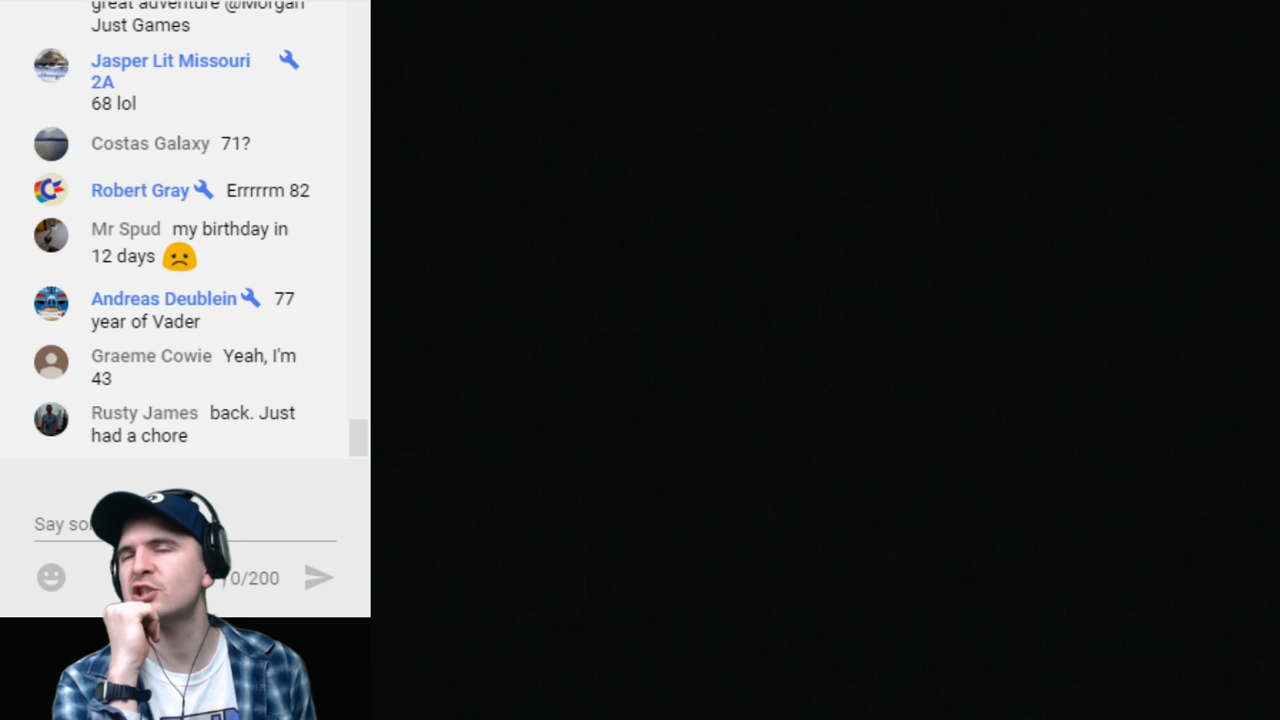 great adventure @Morgan
Just Games
Jasper Lit Missouri
2A
68 lol
Costas Galaxy 71?
Robert Gray Errrrrm 82
Mr Spud my birthday in
12 days
Andreas Deublein 77
year of Vader
Graeme Cowie Yeah, I'm
43
Rusty James back. Just
had a chore
Say
0/200